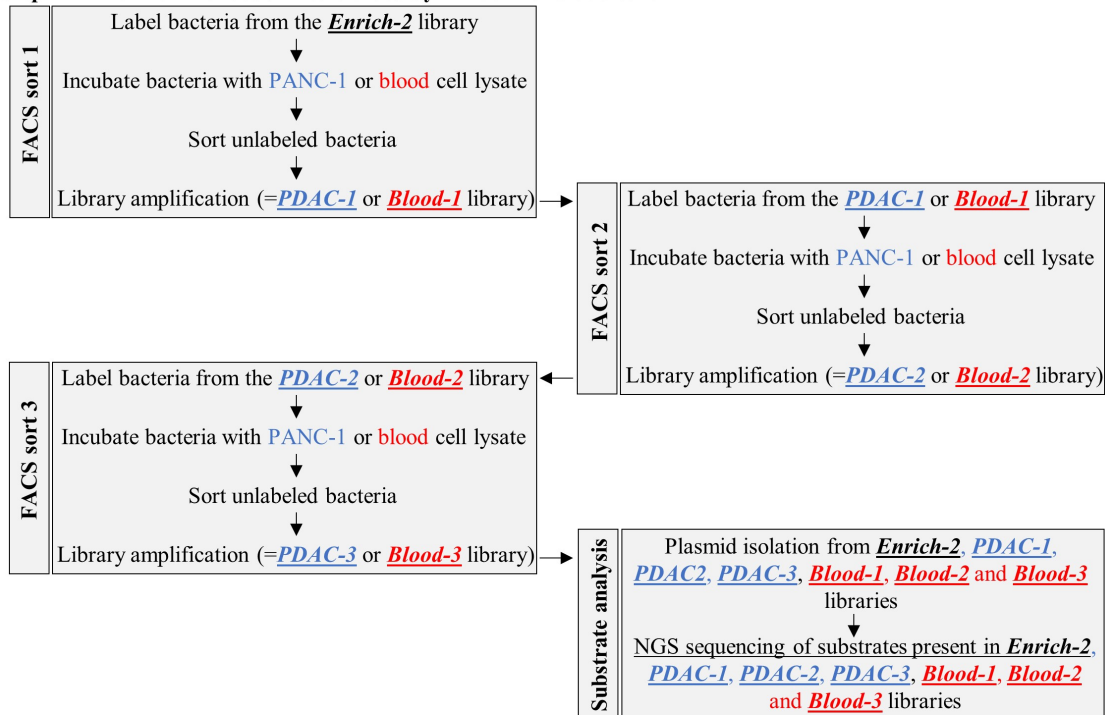 FACS sort 1
Label bacteria from the Enrich-2 library
Incubate bacteria with PANC-1 or blood cell lysate
Sort unlabeled bacteria
Library amplification (=PDAC-1 or Blood-1 library)
FACS sort 2
Label bacteria from the PDAC-1 or Blood-1 library
Incubate bacteria with PANC-1 or blood cell lysate
Sort unlabeled bacteria
Library amplification (=PDAC-2 or Blood-2 library)
FACS sort 3
Label bacteria from the PDAC-2 or Blood-2 library
Incubate bacteria with PANC-1 or blood cell lysate
Sort unlabeled bacteria
Library amplification (=PDAC-3 or Blood-3 library)
Substrate analysis
Plasmid isolation from Enrich-2, PDAC-1,
PDAC2, PDAC-3, Blood-1, Blood-2 and Blood-3
libraries
NGS sequencing of substrates present in Enrich-2,
PDAC-1, PDAC-2, PDAC-3, Blood-1, Blood-2
and Blood-3 libraries